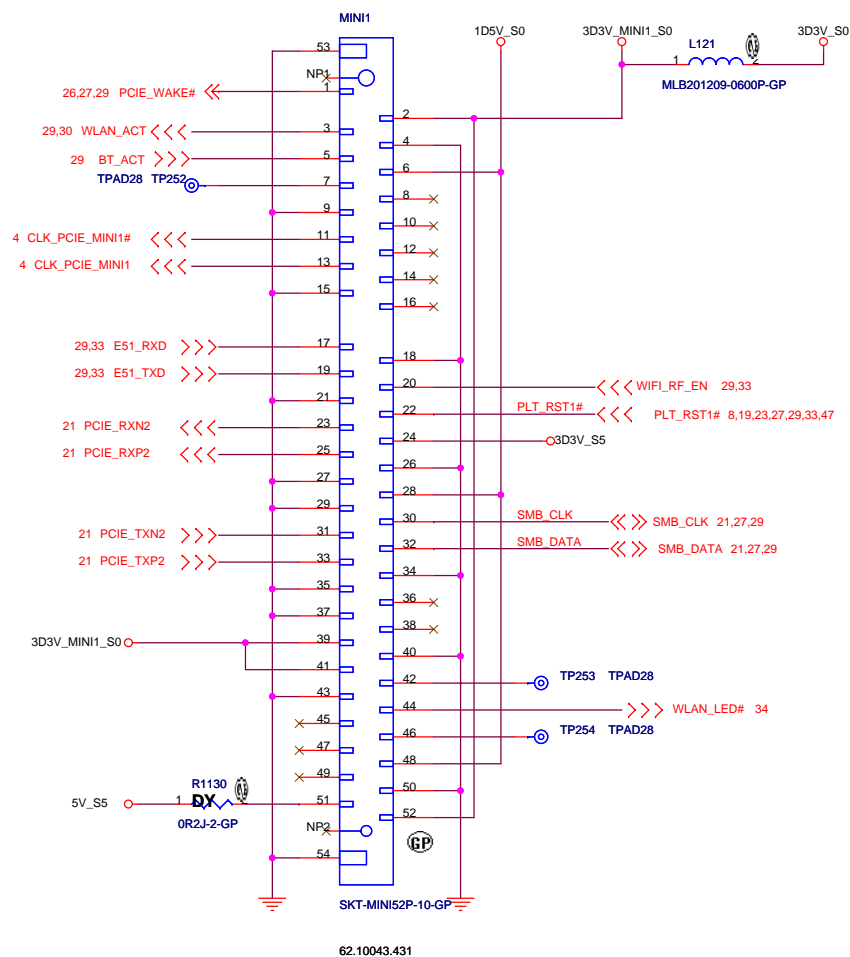 MINI1
1D5V_S0
3D3V_MINI1_S0
3D3V_S0
L121
1
2
MLB201209-0600P-GP
53
NP1
26,27,29 PCIE_WAKE#
1
2
29,30 WLAN_ACT
3
4
29 BT_ACT
5
6
TPAD28 TP252
7
8
9
10
4 CLK_PCIE_MINI1#
11
12
4 CLK_PCIE_MINI1
13
14
15
16
29,33 E51_RXD
17
18
29,33 E51_TXD
19
20
WIFI_RF_EN 29,33
21
22
PLT_RST1#
PLT_RST1# 8,19,23,27,29,33,47
21 PCIE_RXN2
23
24
3D3V_S5
21 PCIE_RXP2
25
26
27
28
29
30
SMB_CLK
SMB_CLK 21,27,29
21 PCIE_TXN2
31
32
SMB_DATA
SMB_DATA 21,27,29
21 PCIE_TXP2
33
34
35
36
37
38
3D3V_MINI1_S0
39
40
41
42
TP253 TPAD28
43
44
WLAN_LED# 34
45
46
TP254 TPAD28
47
48
49
50
R1130
5V_S5
1
DY
2
51
52
0R2J-2-GP
NP2
GP
54
SKT-MINI52P-10-GP
62.10043.431